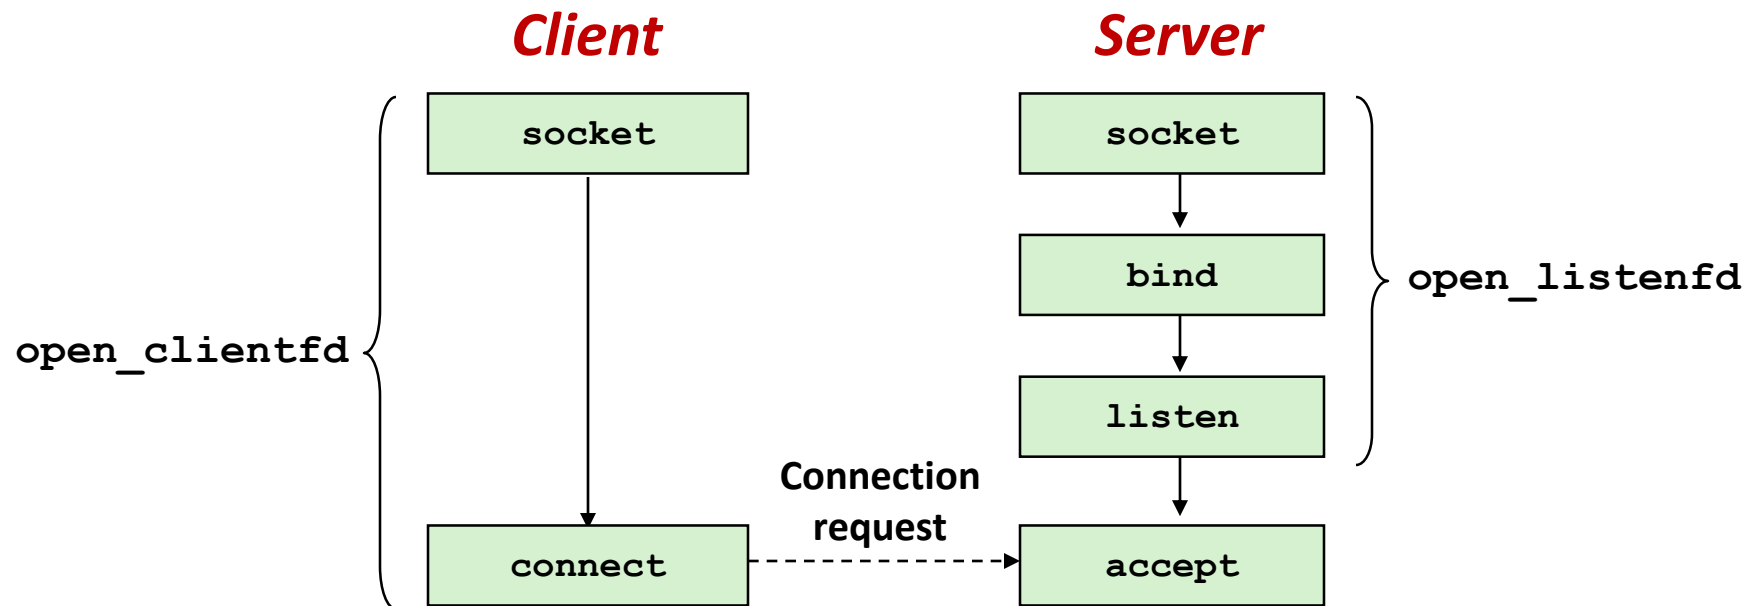 Client
Server
socket
socket
bind
open_listenfd
open_clientfd
listen
Connection
request
connect
accept